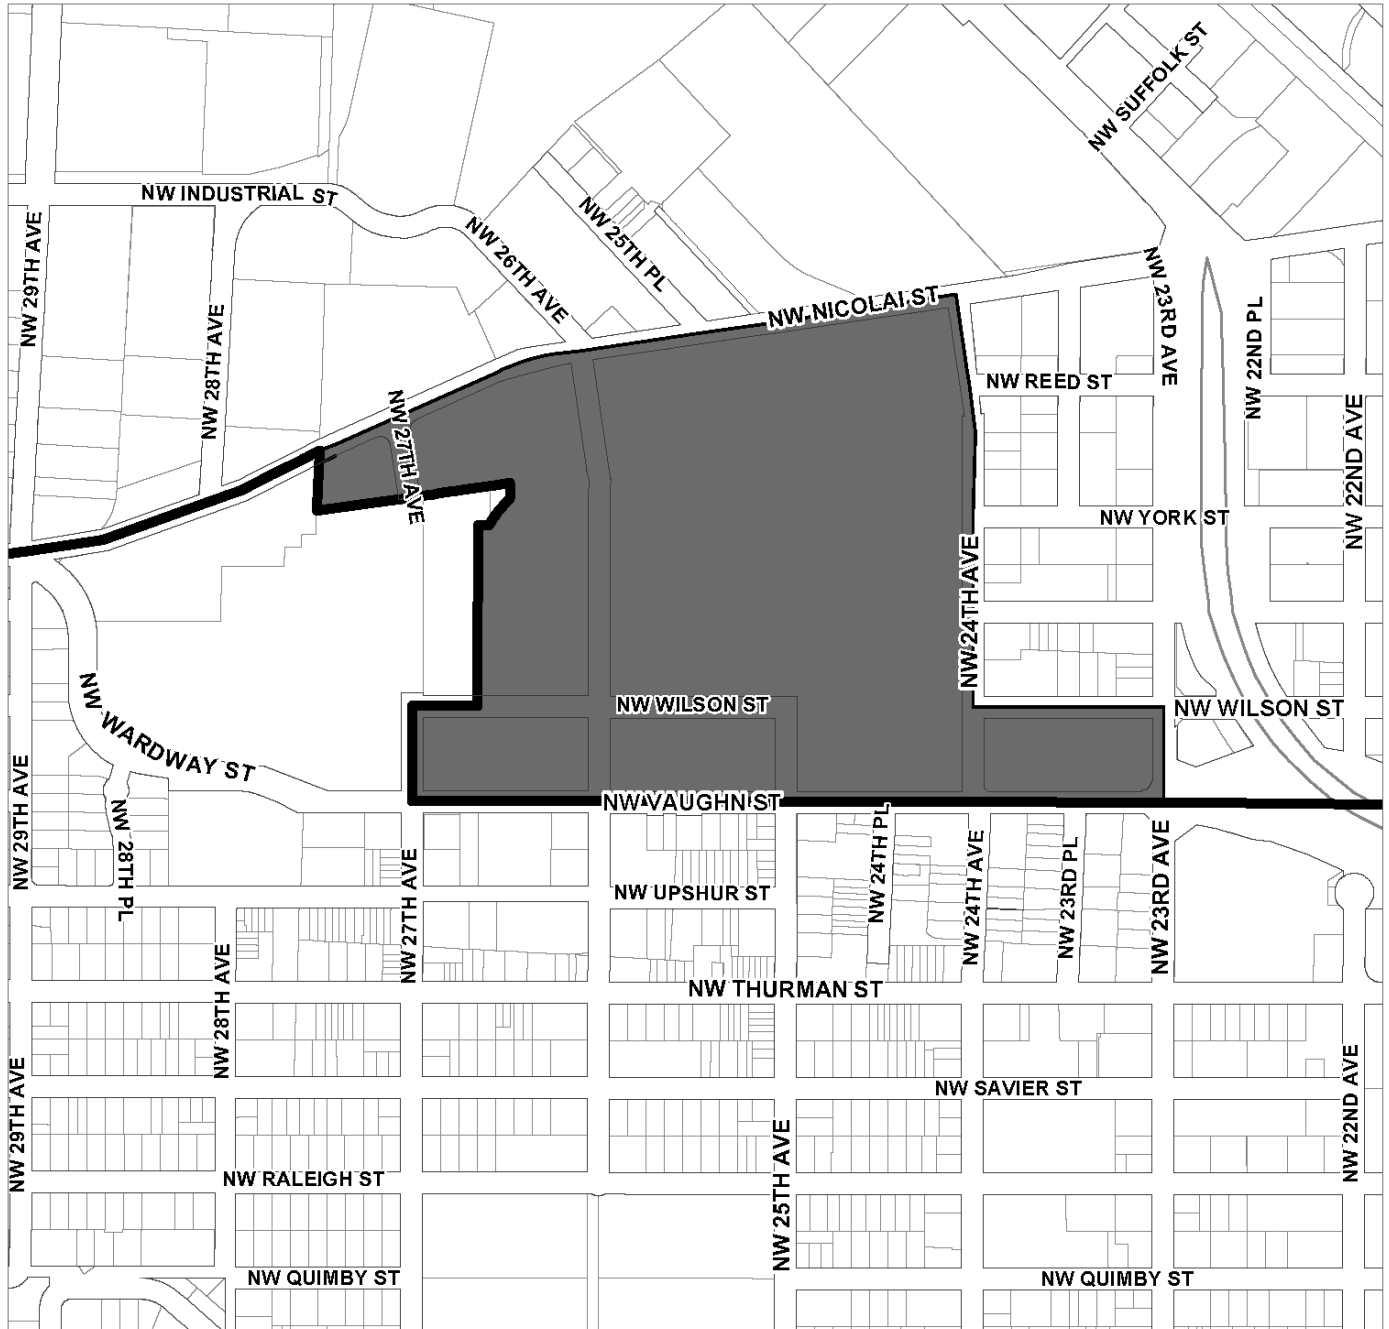 NW SUFFOLK ST
NW INDUSTRIAL ST
NW 29TH AVE
NW 26TH AVE
NW 25TH PL
NW 23RD AVE
NW 28TH AVE
NW NICOLAI ST
NW 22ND PL
NW REED ST
NW 27TH AVE
NW 22ND AVE
NW YORK ST
NW 24TH AVE
NW WILSON ST
NW WILSON ST
NW WARDWAY ST
NW 29TH AVE
NW VAUGHN ST
NW 28TH PL
NW 27TH AVE
NW 24TH PL
NW 24TH AVE
NW 23RD PL
NW 23RD AVE
NW UPSHUR ST
NW 28TH AVE
NW THURMAN ST
NW 29TH AVE
NW SAVIER ST
NW 22ND AVE
NW 25TH AVE
NW RALEIGH ST
NW QUIMBY ST
NW QUIMBY ST